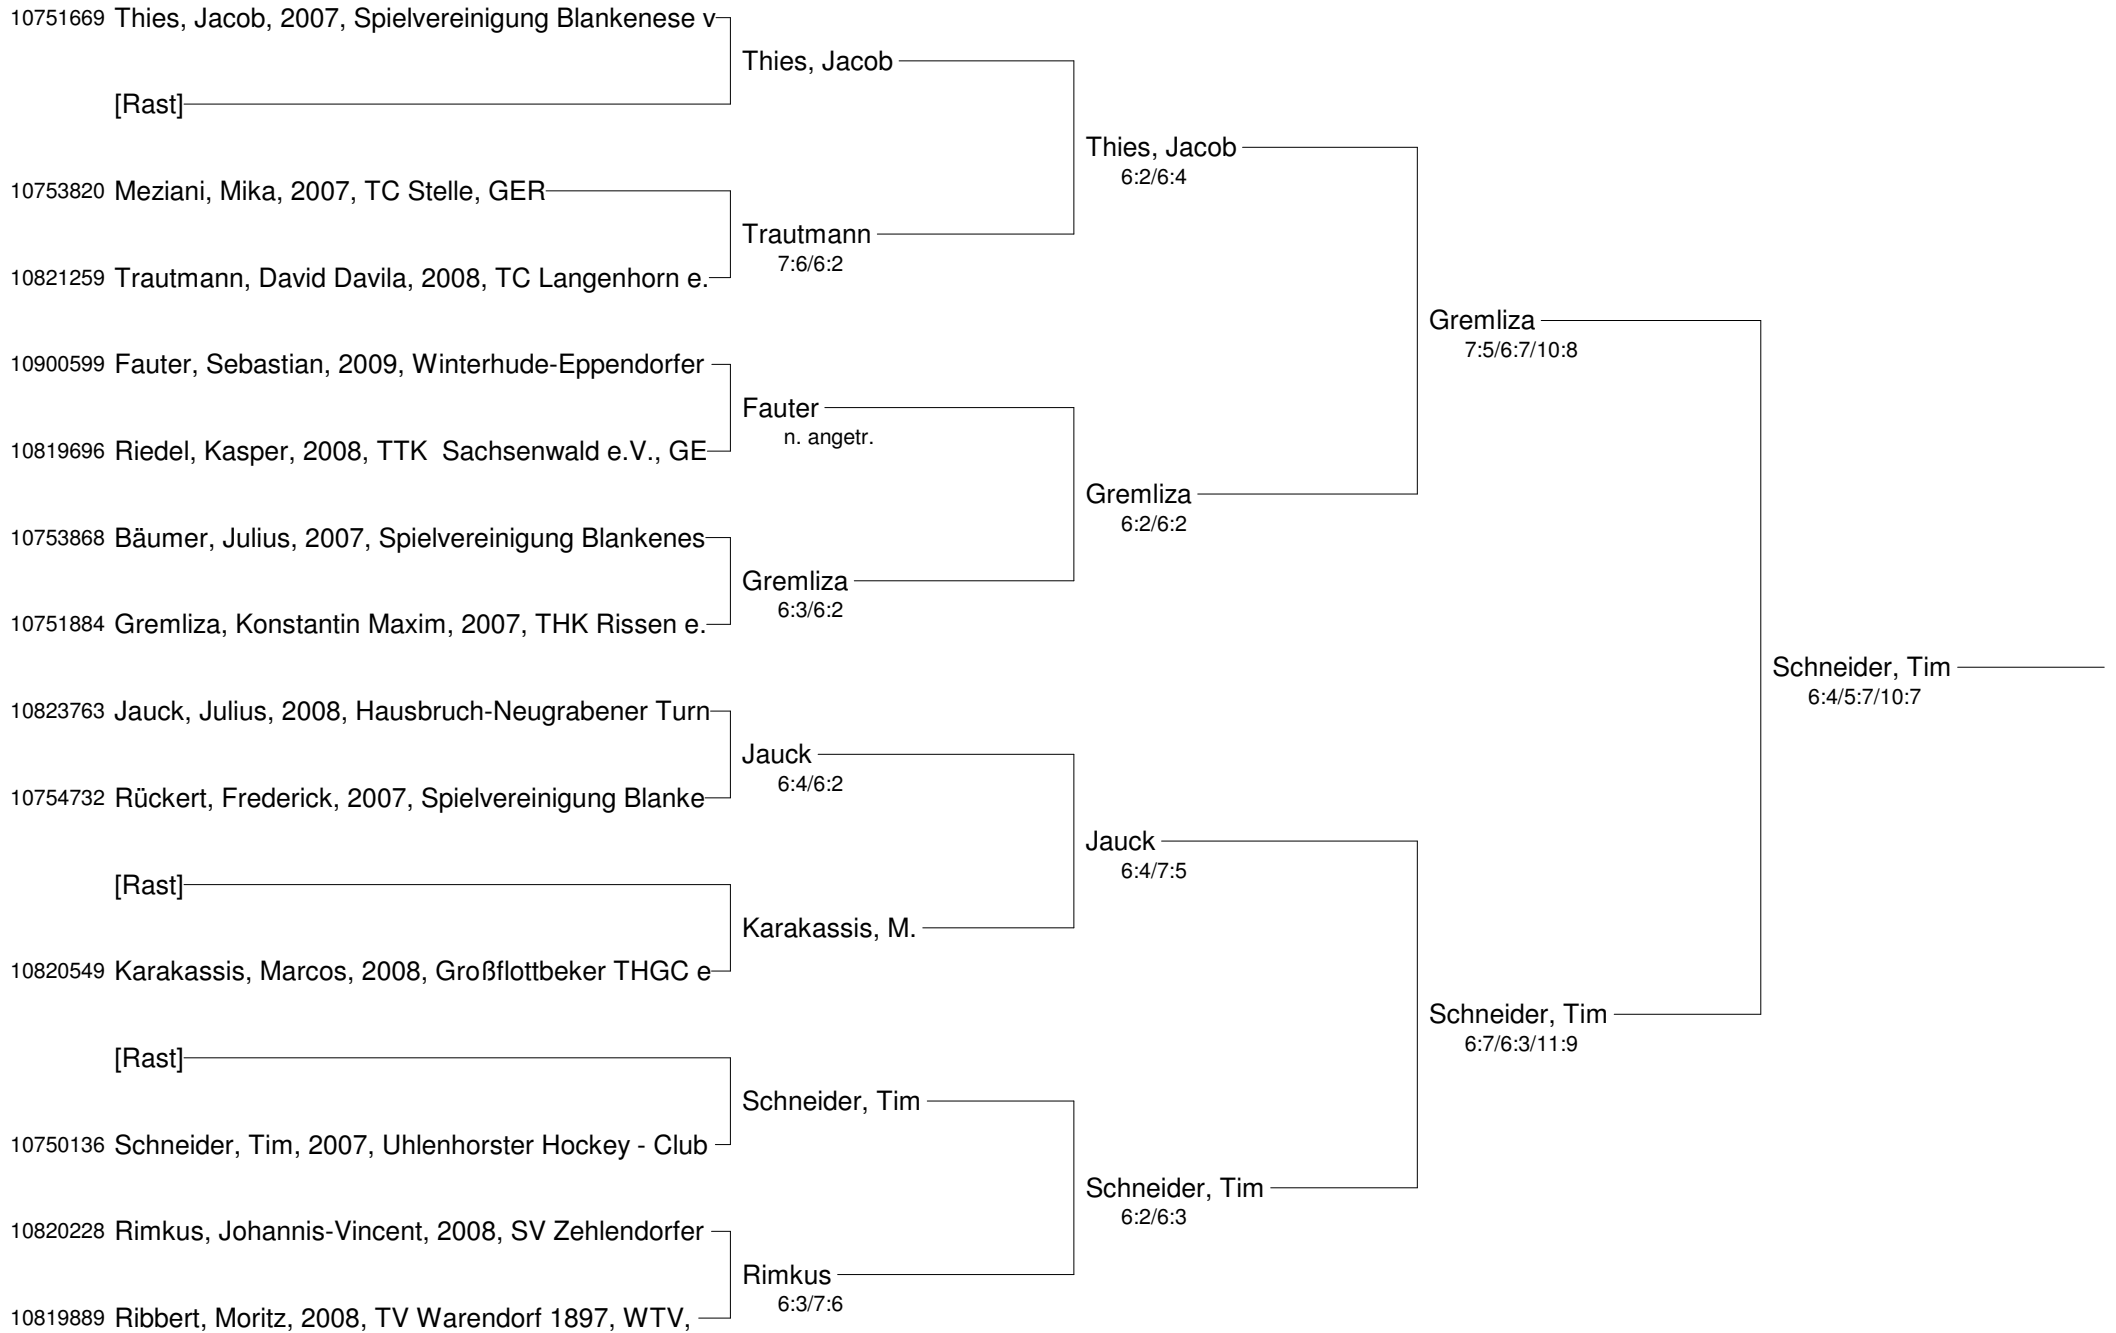 10751669 Thies, Jacob, 2007, Spielvereinigung Blankenese v
Thies, Jacob
[Rast]
Thies, Jacob
6:2/6:4
10753820 Meziani, Mika, 2007, TC Stelle, GER
Trautmann
7:6/6:2
10821259 Trautmann, David Davila, 2008, TC Langenhorn e.
Gremliza
7:5/6:7/10:8
10900599 Fauter, Sebastian, 2009, Winterhude-Eppendorfer
Fauter
n. angetr.
10819696 Riedel, Kasper, 2008, TTK Sachsenwald e.V., GE
Gremliza
6:2/6:2
10753868 Bäumer, Julius, 2007, Spielvereinigung Blankenes
Gremliza
6:3/6:2
10751884 Gremliza, Konstantin Maxim, 2007, THK Rissen e.
Schneider, Tim
6:4/5:7/10:7
10823763 Jauck, Julius, 2008, Hausbruch-Neugrabener Turn
Jauck
6:4/6:2
10754732 Rückert, Frederick, 2007, Spielvereinigung Blanke
Jauck
6:4/7:5
[Rast]
Karakassis, M.
10820549 Karakassis, Marcos, 2008, Großflottbeker THGC e
Schneider, Tim
6:7/6:3/11:9
[Rast]
Schneider, Tim
10750136 Schneider, Tim, 2007, Uhlenhorster Hockey - Club
Schneider, Tim
6:2/6:3
10820228 Rimkus, Johannis-Vincent, 2008, SV Zehlendorfer
Rimkus
6:3/7:6
10819889 Ribbert, Moritz, 2008, TV Warendorf 1897, WTV,